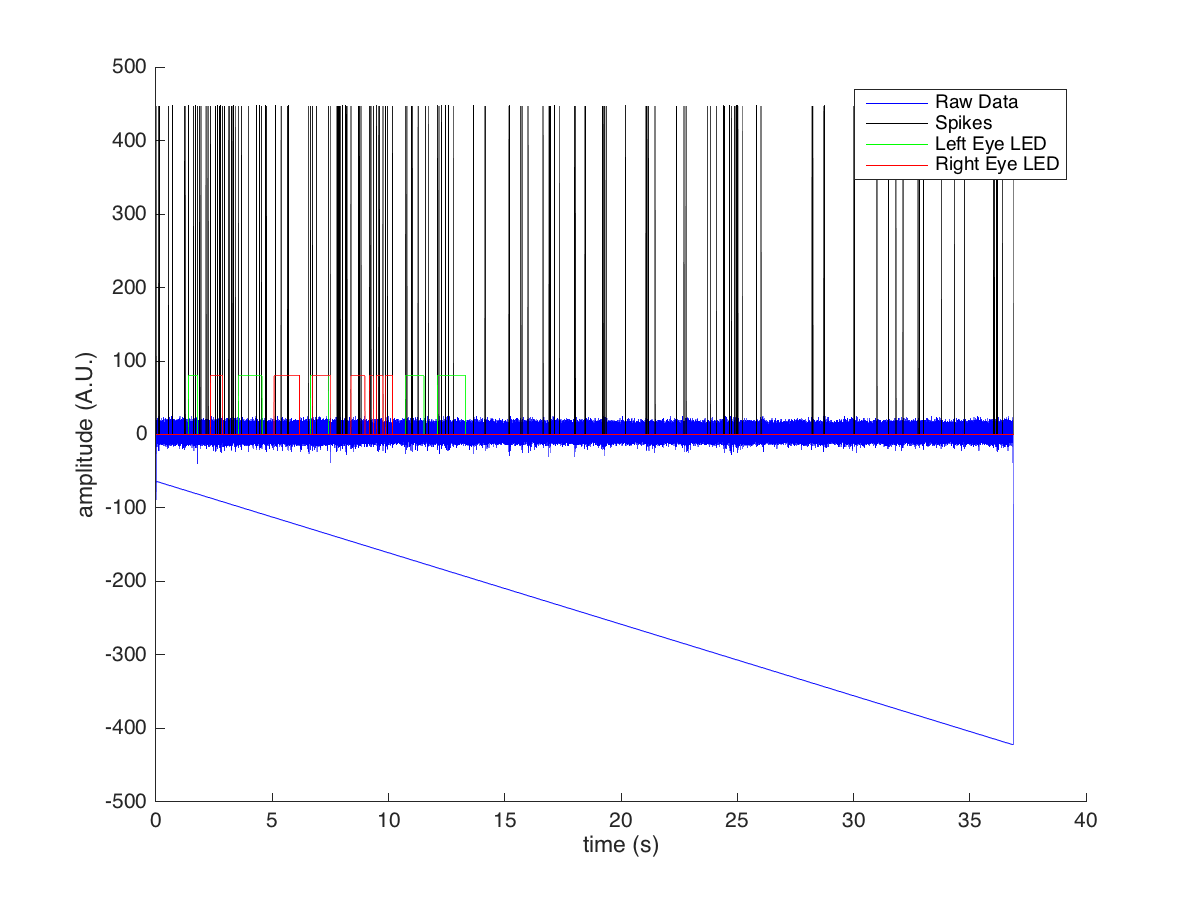 500
400
300
200
100
0
-100
-200
-300
-400
-500
amplitude (A.U.)
Raw Data
Spikes
Left Eye LED
Right Eye LED
0 5 10 15 20 25 30 35 40
time (s)